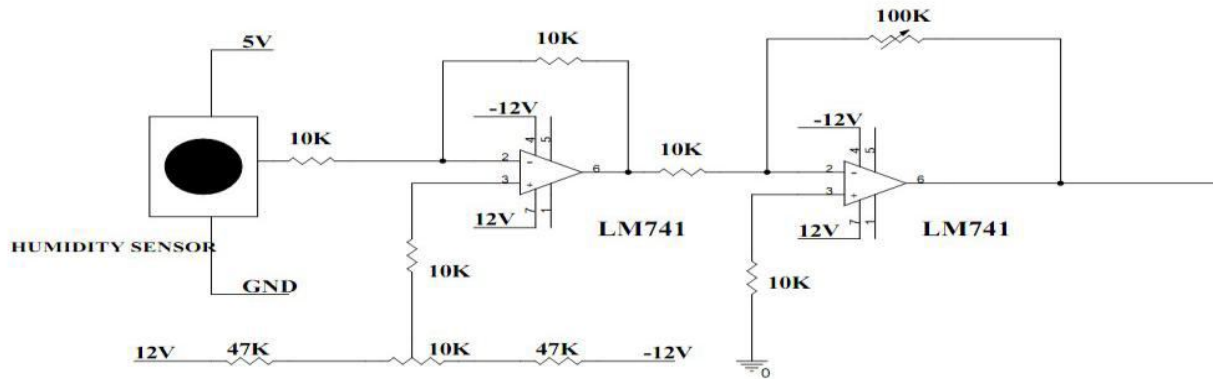 100K
5V
10K
-12V
4
5
10K
2
3
6
12V
7
1
LM741
10K
-12V
4
5
2
3
6
12V
7
1
LM741
HUMIDITY SENSOR
GND
10K
10K
0
12V
47K
10K
47K
-12V